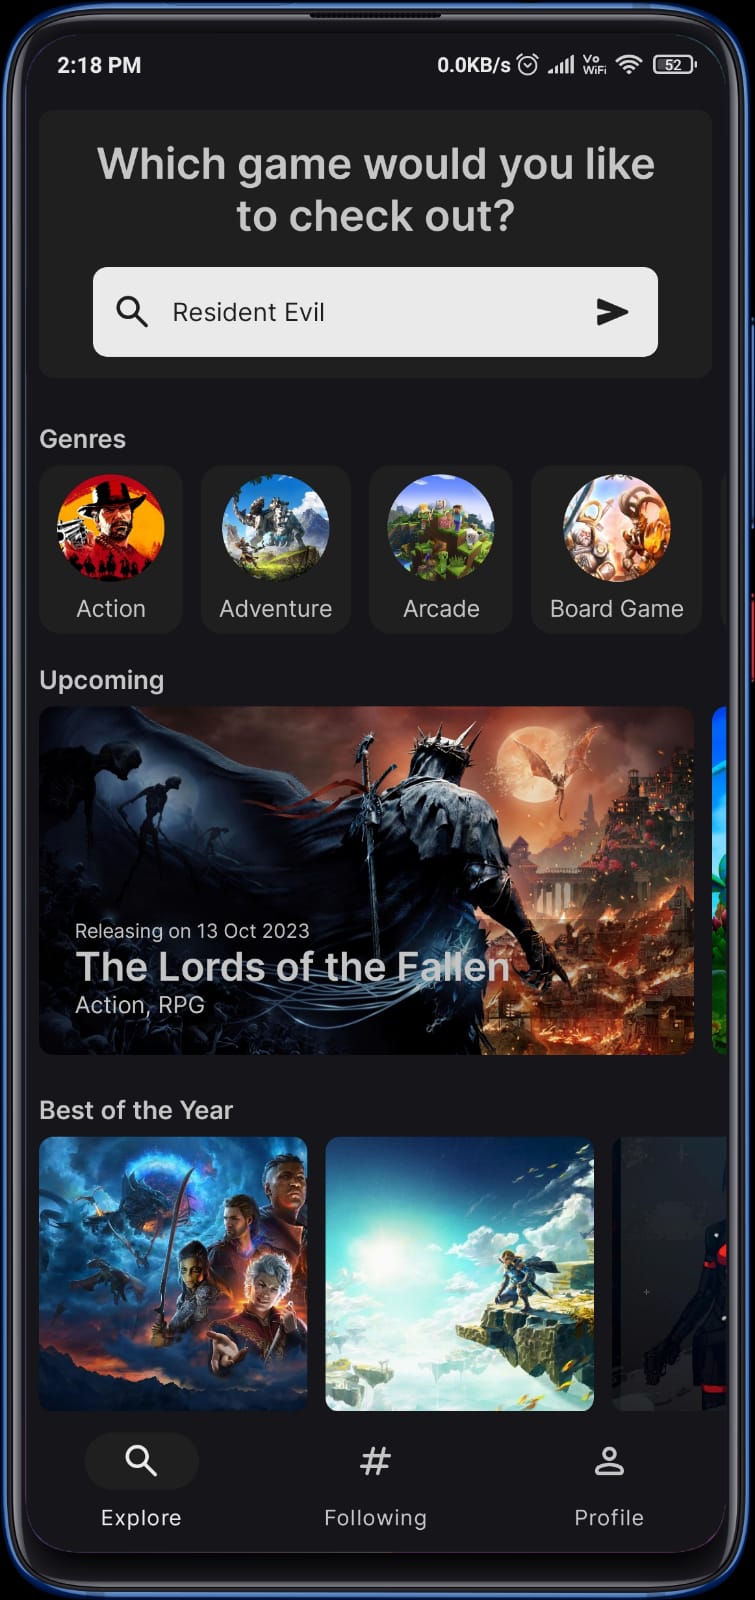 2:18 PM
0.0KB/s Vo WiFi 52
Which game would you like
to check out?
Resident Evil
Genres
Action Adventure Arcade Board Game
Upcoming
Releasing on 13 Oct 2023
The Lords of the Fallen
Action, RPG
Best of the Year
Explore Following Profile